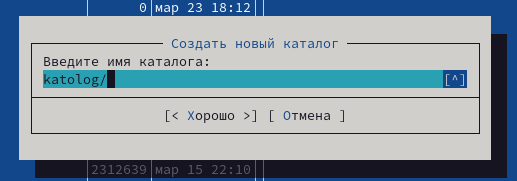 0 мар 23 18:12
Создать новый каталог
Введите имя каталога:
katolog/ [^]
[< Хорошо >] [ Отмена ]
2312639 мар 15 22:10